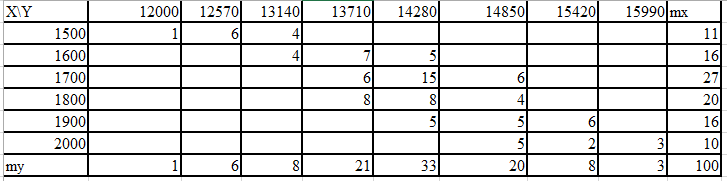 X\Y 12000 12570 13140 13710 14280 14850 15420 15990 mx
1500 1 6 4 11
1600 4 7 5 16
1700 6 15 6 27
1800 8 8 4 20
1900 5 5 6 16
2000 5 2 3 10
my 1 6 8 21 33 20 8 3 100